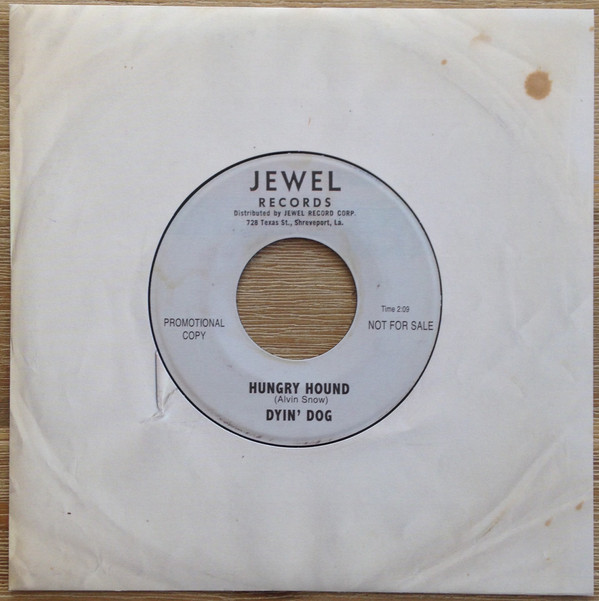 JEWEL
RECORDS
Distributed by JEWEL RECORD CORP.
728 Texas St., Shreveport, La.
Time 2:09
PROMOTIONAL
COPY
NOT FOR SALE
HUNGRY HOUND
(Alvin Snow)
DYIN' DOG